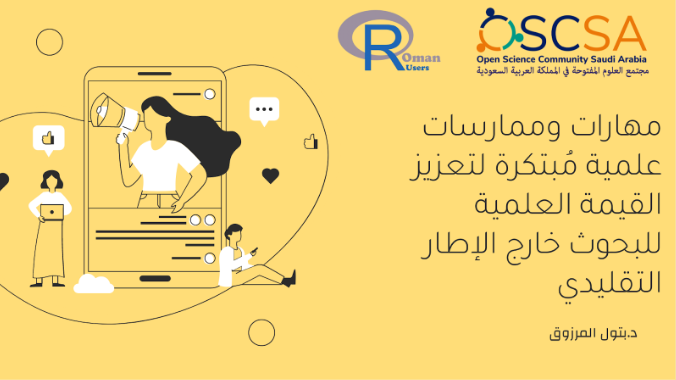 R
Roman
Users
OSCSA
Open Science Community Saudi Arabia
مجتمع العلوم المفتوحة في المملكة العربية السعودية
مهارات وممارسات
علمية مُبتكرة لتعزيز
القيمة العلمية
للبحوث خارج الإطار
التقليدي
د.بتول المرزوق